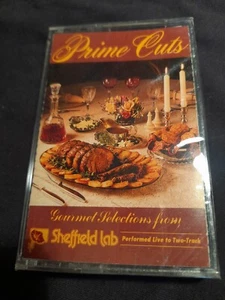 Prime Cuts
Gourmet Selections from
Sheffield Lab
Performed Live to Two-Track